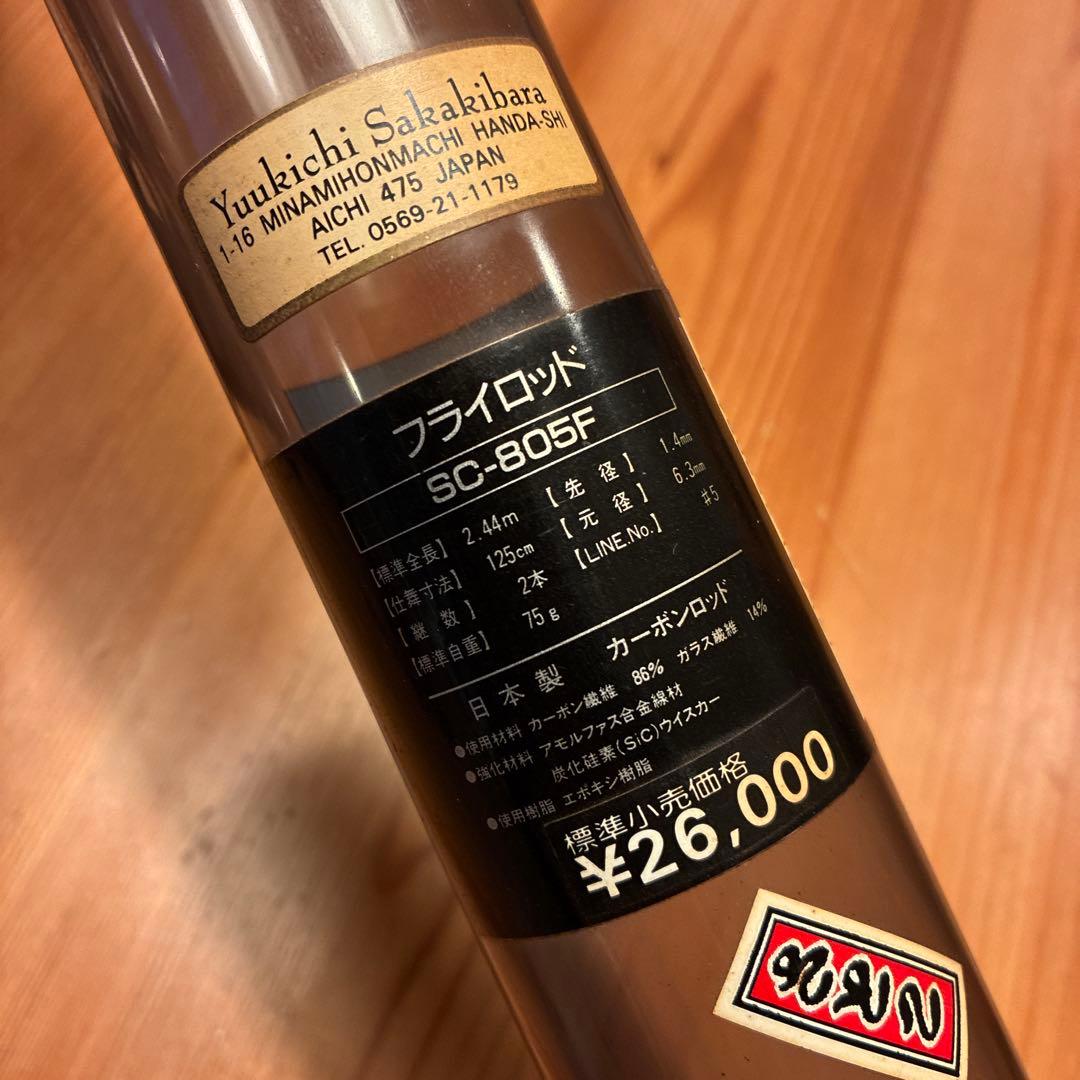 Yuukichi Sakakibara
1-16 MINAMIHONMACHI HANDA-SHI
AICHI 475 JAPAN
TEL. 0569-21-1179
フライロッド
SC-805F
【標準全長】 2.44m 【先径】 1.4mm
【仕舞寸法】 125cm 【元径】 6.3mm
【継数】 2本 【LINE.No.】 #5
【標準自重】 75g
日本製 カーボンロッド
●使用材料 カーボン繊維 86% ガラス繊維 14%
●強化材料 アモルファス合金線材
炭化硅素(SiC)ウイスカー
●使用樹脂 エポキシ樹脂
標準小売価格
¥26,000